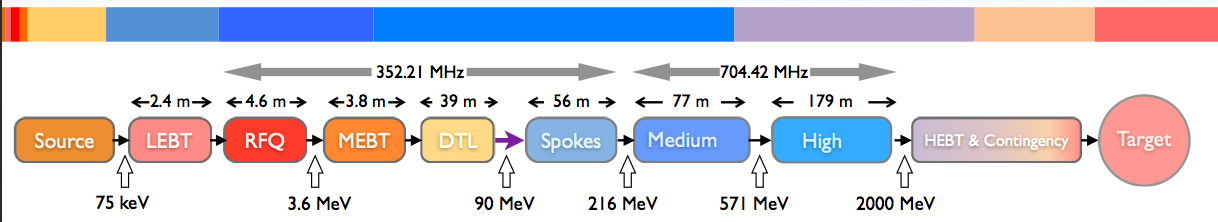 352.21 MHz 704.42 MHz
2.4 m 4.6 m 3.8 m 39 m 56 m 77 m 179 m
Source LEBT RFQ MEBT DTL Spokes Medium High HEBT & Contingency Target
75 keV 3.6 MeV 90 MeV 216 MeV 571 MeV 2000 MeV